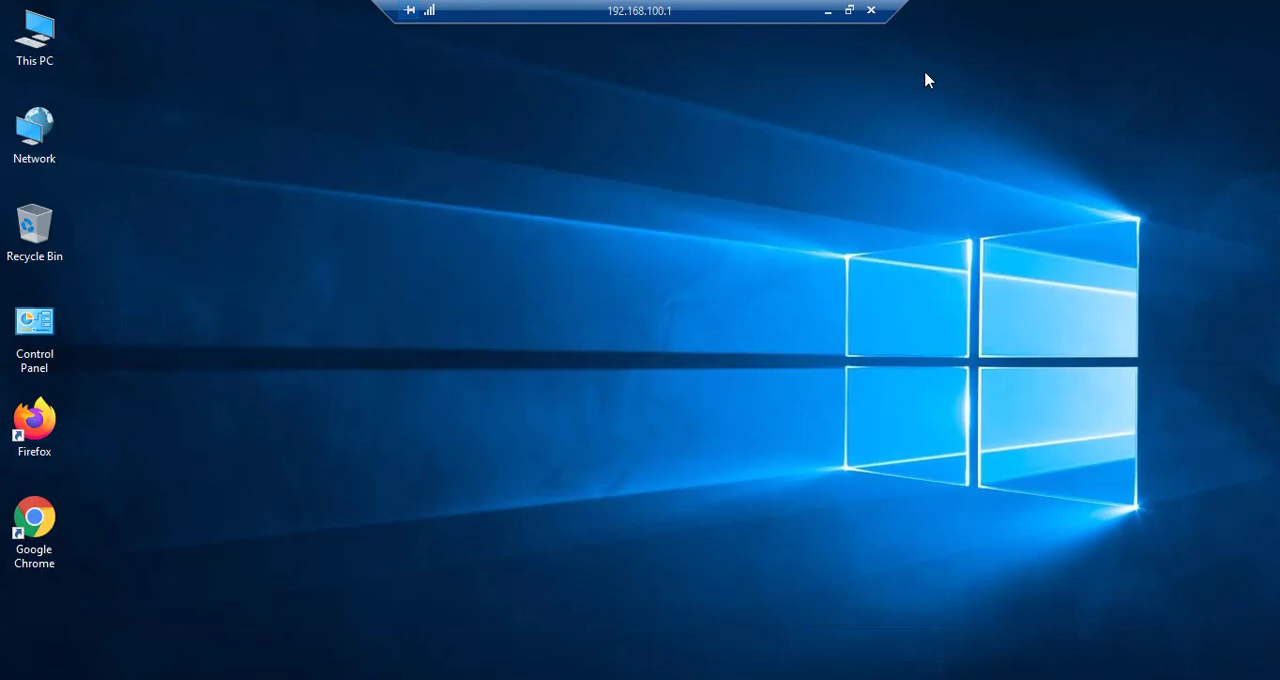 192.168.100.1
This PC
Network
Recycle Bin
Control
Panel
Firefox
Google
Chrome